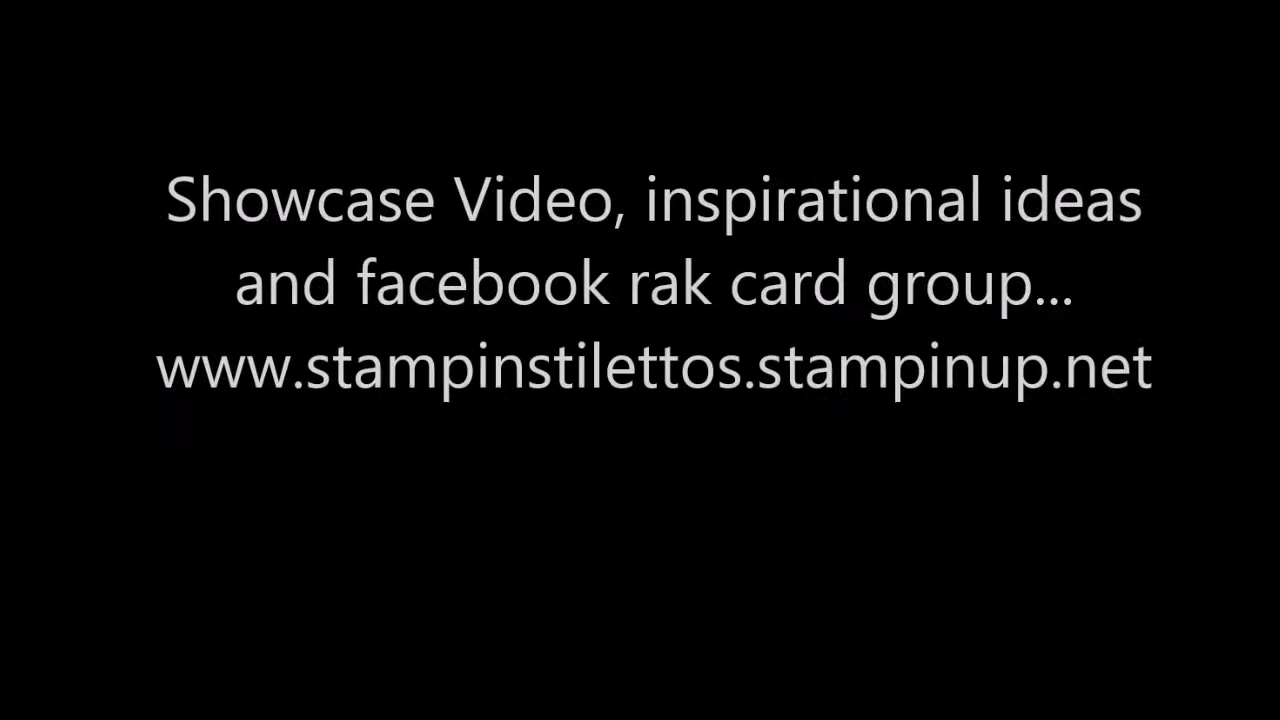 Showcase Video, inspirational ideas
and facebook rak card group...
www.stampinstilettos.stampinup.net